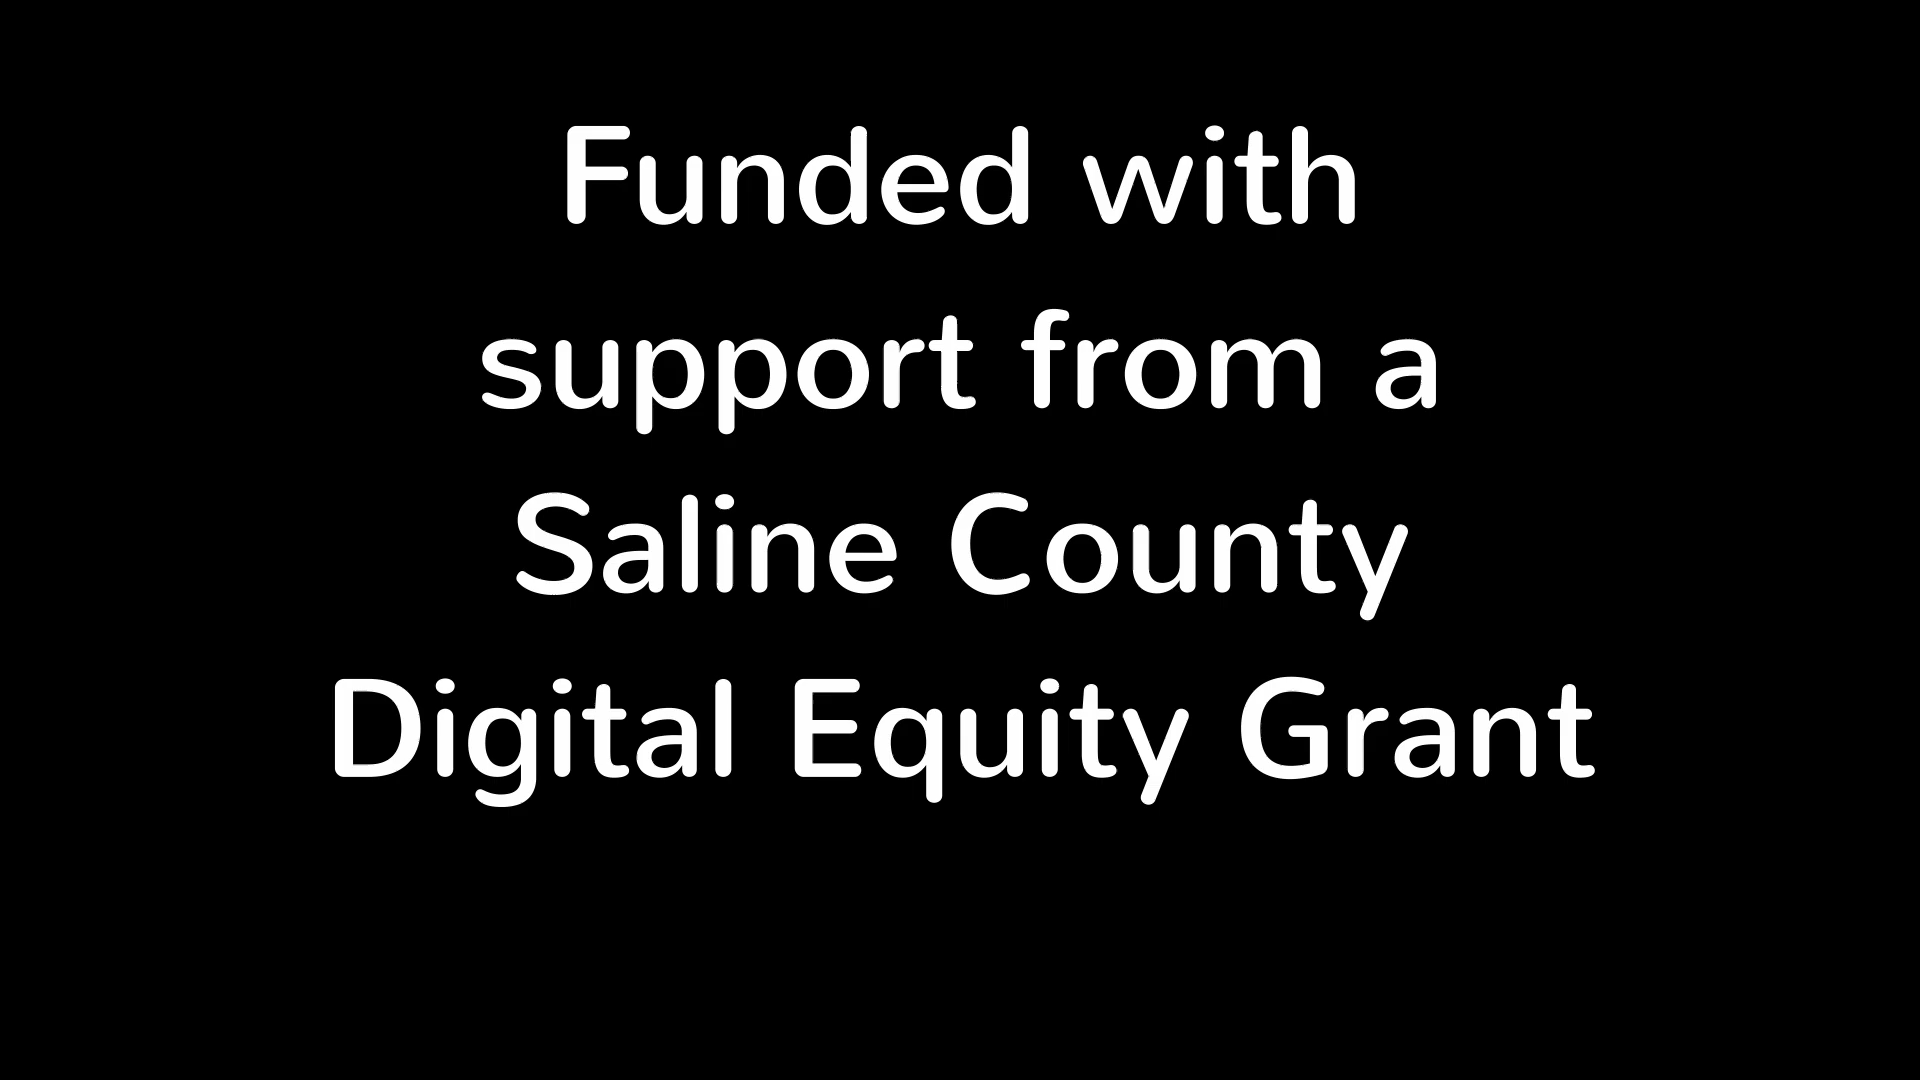 Funded with
support from a
Saline County
Digital Equity Grant